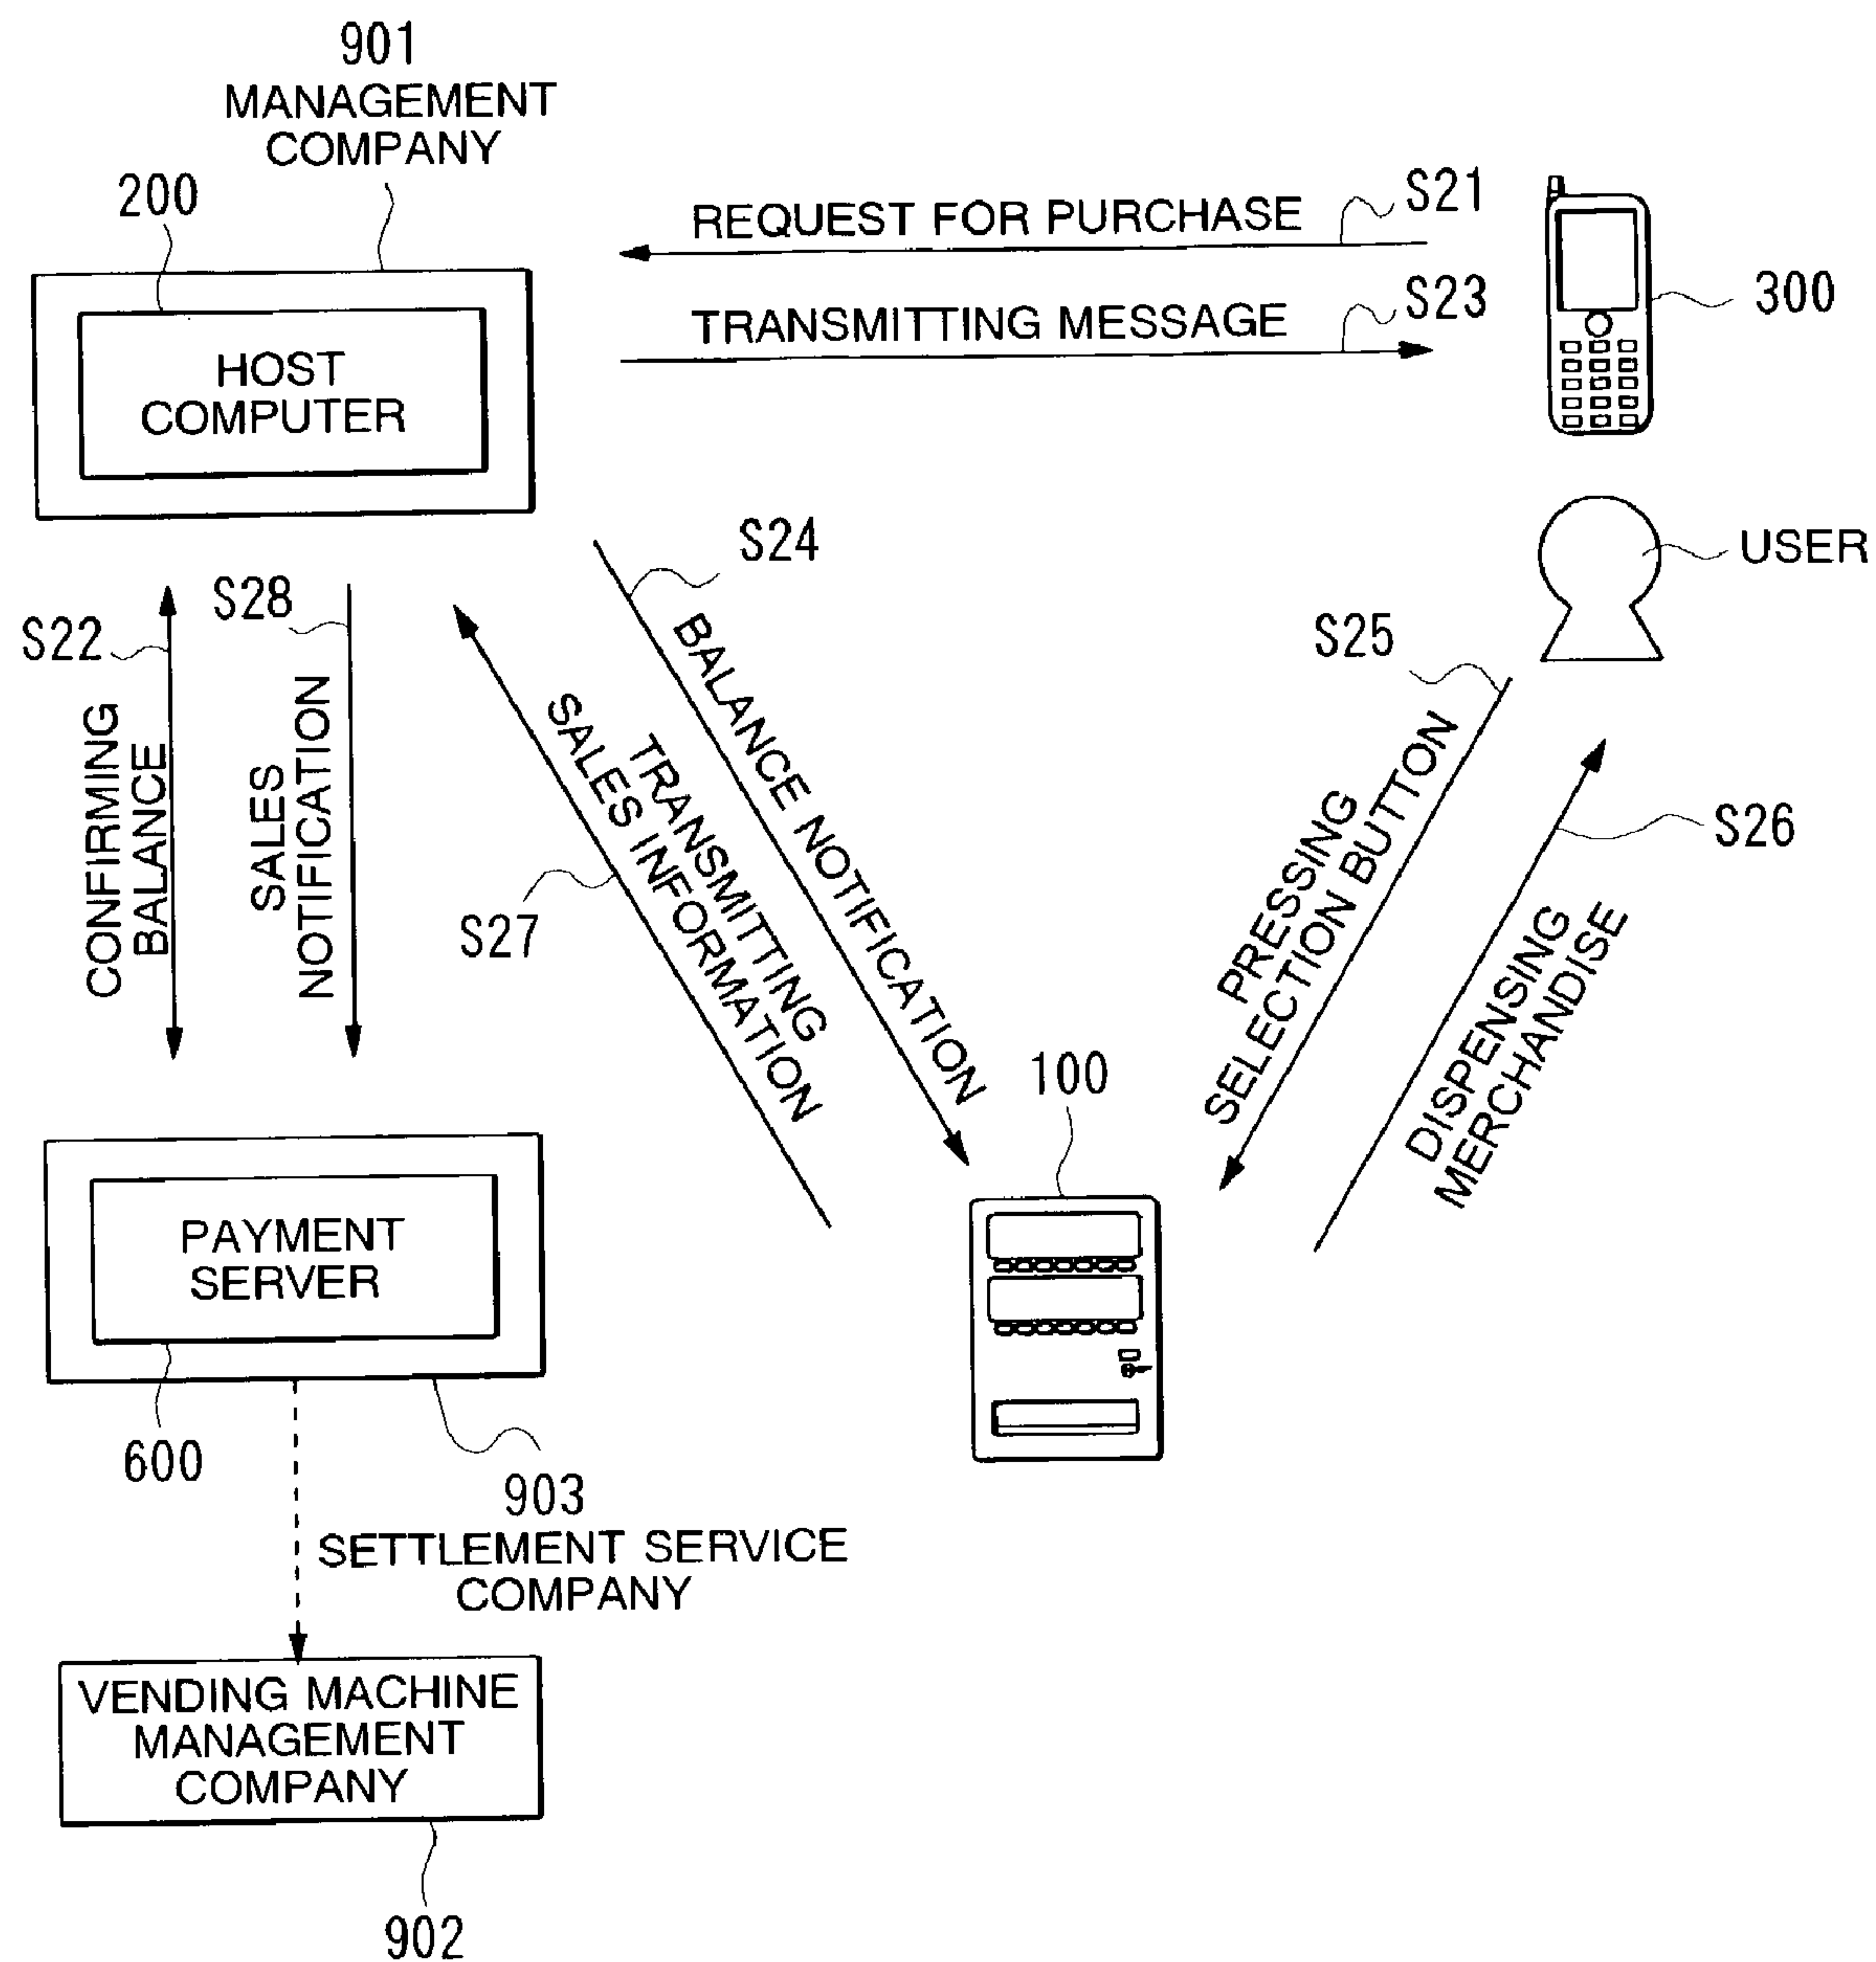 901
MANAGEMENT
COMPANY
200
HOST
COMPUTER
S21
REQUEST FOR PURCHASE
S23
TRANSMITTING MESSAGE
300
USER
S22
CONFIRMING
BALANCE
S28
SALES
NOTIFICATION
S24
BALANCE NOTIFICATION
TRANSMITTING
SALES INFORMATION
S27
S25
PRESSING
SELECTION BUTTON
S26
DISPENSING
MERCHANDISE
100
PAYMENT
SERVER
600
903
SETTLEMENT SERVICE
COMPANY
VENDING MACHINE
MANAGEMENT
COMPANY
902